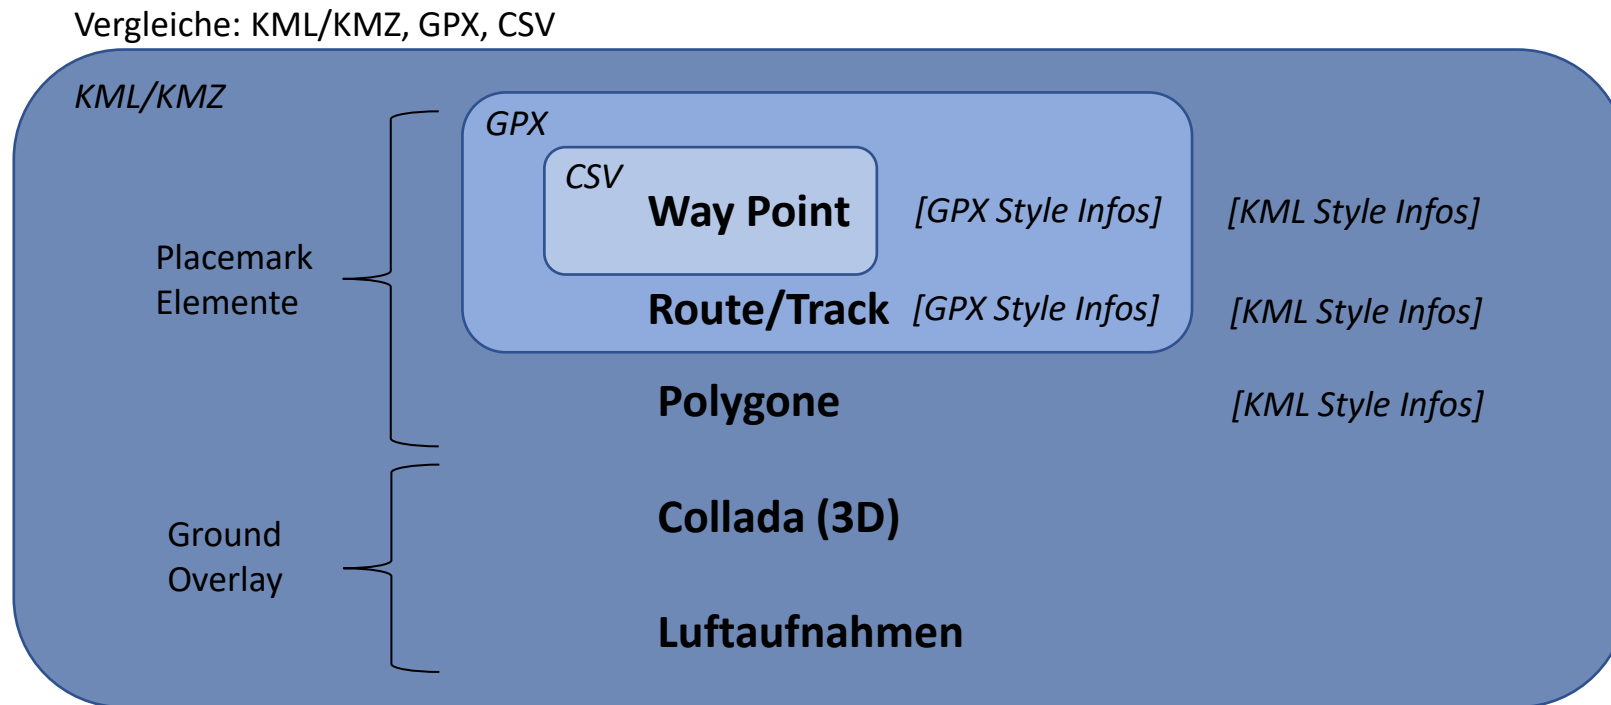 Vergleiche: KML/KMZ, GPX, CSV
KML/KMZ
GPX
CSV
Way Point
[GPX Style Infos]
[KML Style Infos]
Placemark
Elemente
Route/Track
[GPX Style Infos]
[KML Style Infos]
Polygone
[KML Style Infos]
Ground
Overlay
Collada (3D)
Luftaufnahmen